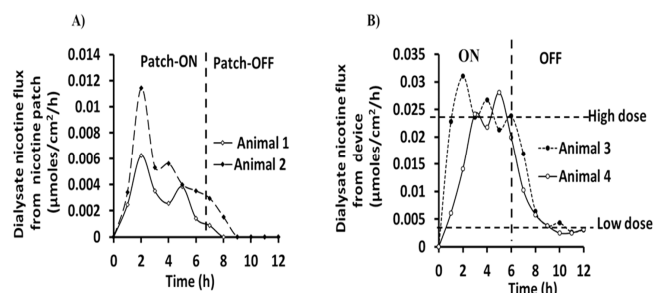 A)
Dialysate nicotine flux
from nicotine patch
(µmoles/cm²/h)
0.014
0.012
0.01
0.008
0.006
0.004
0.002
0
Patch-ON
Patch-OFF
Animal 1
Animal 2
0 2 4 6 8 10 12
Time (h)
B)
Dialysate nicotine flux
from device
(µmoles/cm²/h)
0.035
0.03
0.025
0.02
0.015
0.01
0.005
0
ON
OFF
High dose
Animal 3
Animal 4
Low dose
0 2 4 6 8 10 12
Time (h)